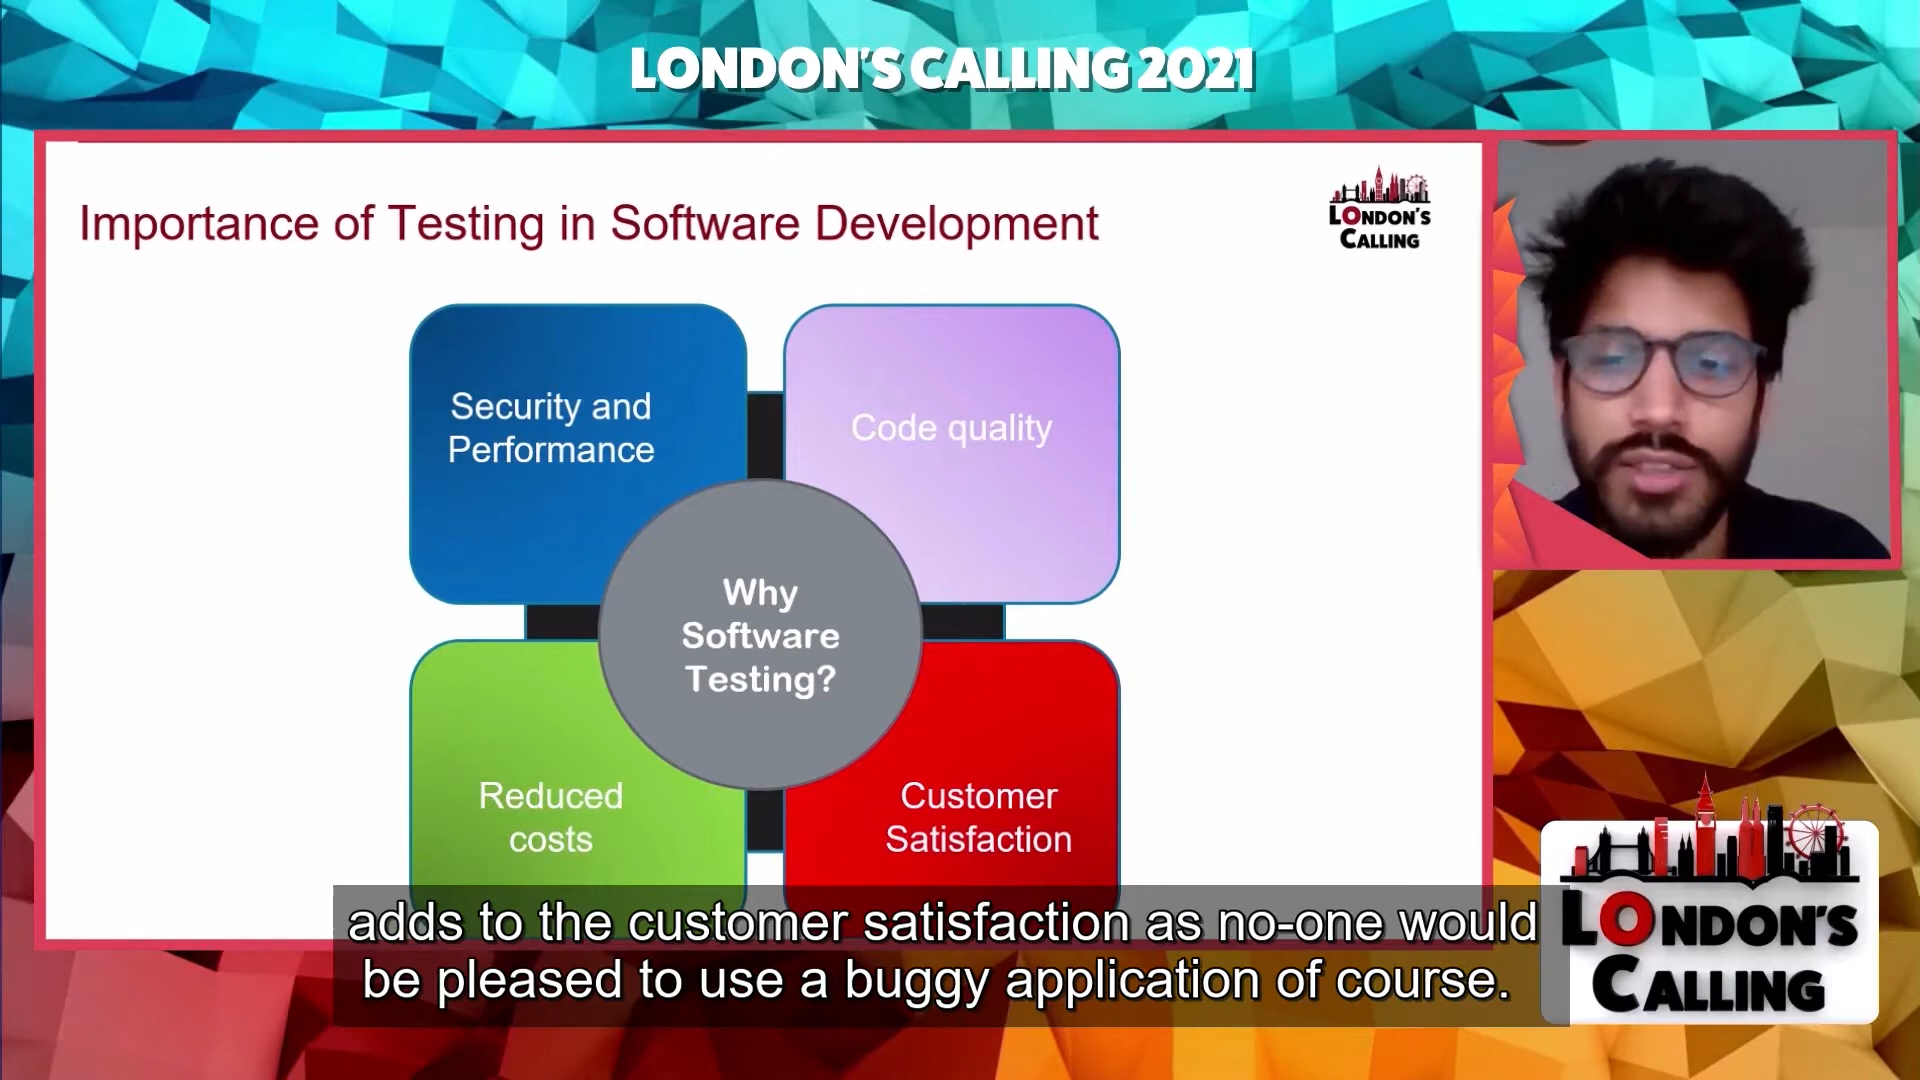 LONDON'S CALLING 2021
Importance of Testing in Software Development
LONDON'S
CALLING
Security and
Performance
Code quality
Why
Software
Testing?
Reduced
costs
Customer
Satisfaction
adds to the customer satisfaction as no-one would
be pleased to use a buggy application of course.
LONDON'S
CALLING